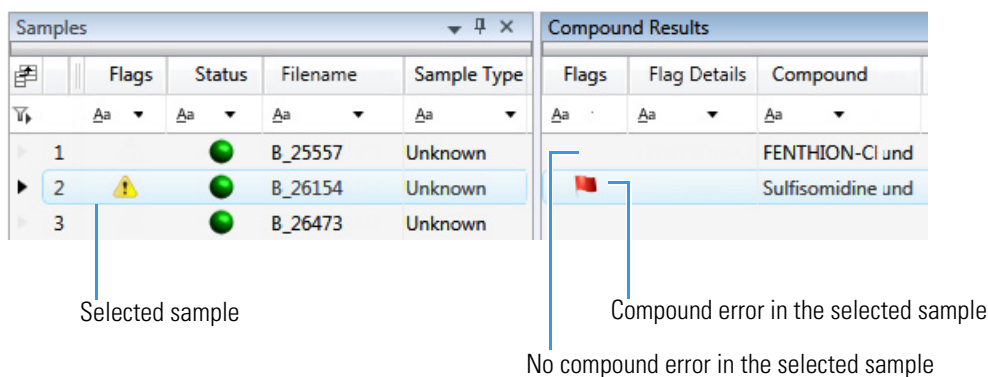 Samples Compound Results
Flags Status Filename Sample Type Flags Flag Details Compound
Aa Aa Aa Aa Aa Aa Aa
1 B_25557 Unknown FENTHION-Cl und
2 B_26154 Unknown Sulfisomidine und
3 B_26473 Unknown
Selected sample Compound error in the selected sample
No compound error in the selected sample